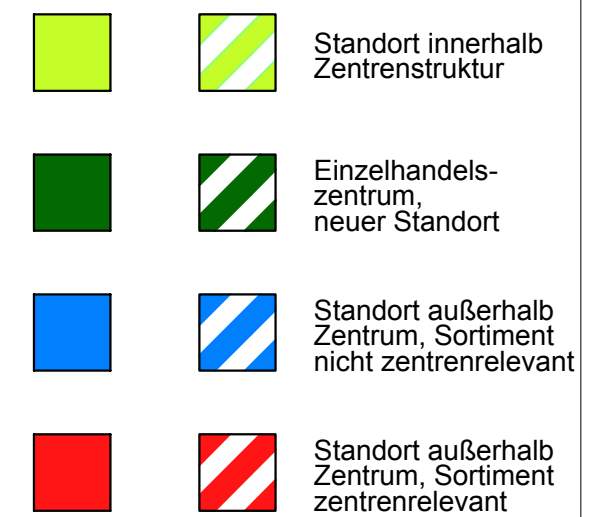 Standort innerhalb
Zentrenstruktur
Einzelhandels-
zentrum,
neuer Standort
Standort außerhalb
Zentrum, Sortiment
nicht zentrenrelevant
Standort außerhalb
Zentrum, Sortiment
zentrenrelevant